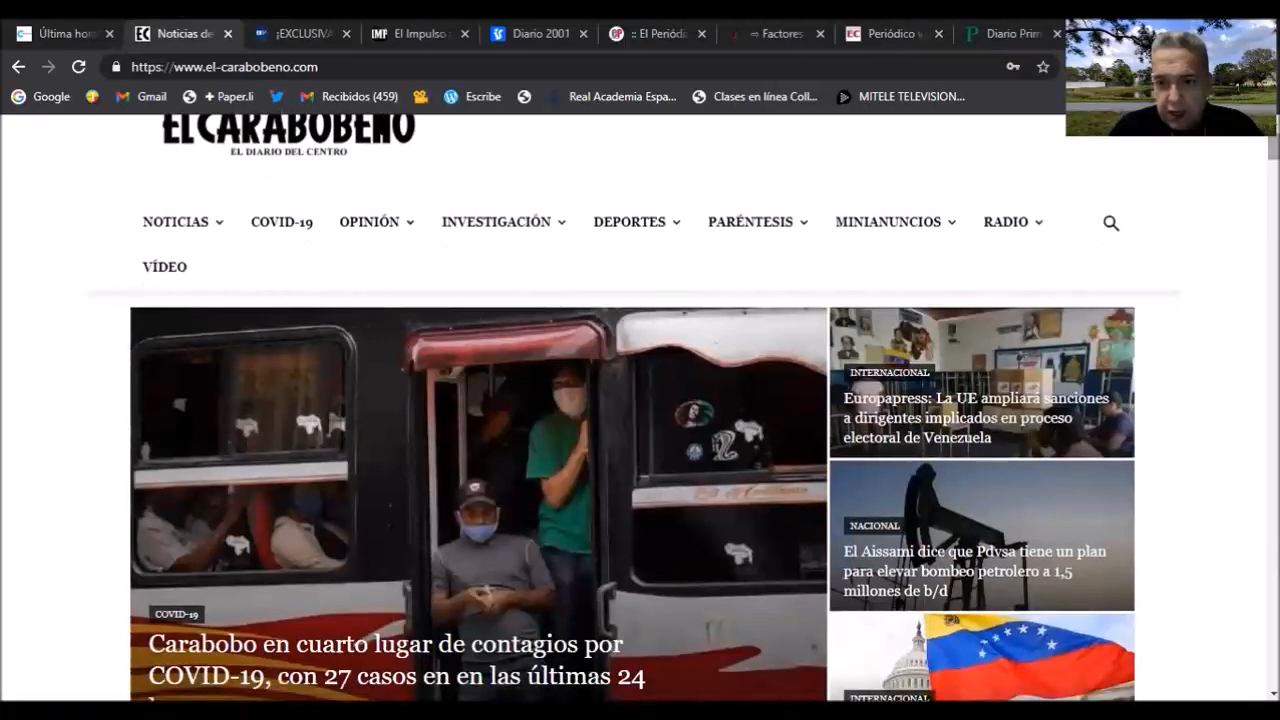 Última hor
Noticias de
¡EXCLUSIVA
IMP El Impulso
Diario 2001
:: El Periódi
⇨ Factores
EC Periódico v
Diario Prim
https://www.el-carabobeno.com
Google Gmail + Paper.li Recibidos (459) Escribe Real Academia Espa... Clases en línea Coll... MITELE TELEVISION...
EL CARABOBEÑO
EL DIARIO DEL CENTRO
NOTICIAS COVID-19 OPINIÓN INVESTIGACIÓN DEPORTES PARÉNTESIS MINIANUNCIOS RADIO
VÍDEO
COVID-19
Carabobo en cuarto lugar de contagios por
COVID-19, con 27 casos en en las últimas 24
INTERNACIONAL
Europapress: La UE ampliará sanciones
a dirigentes implicados en proceso
electoral de Venezuela
NACIONAL
El Aissami dice que Pdvsa tiene un plan
para elevar bombeo petrolero a 1,5
millones de b/d
INTERNACIONAL